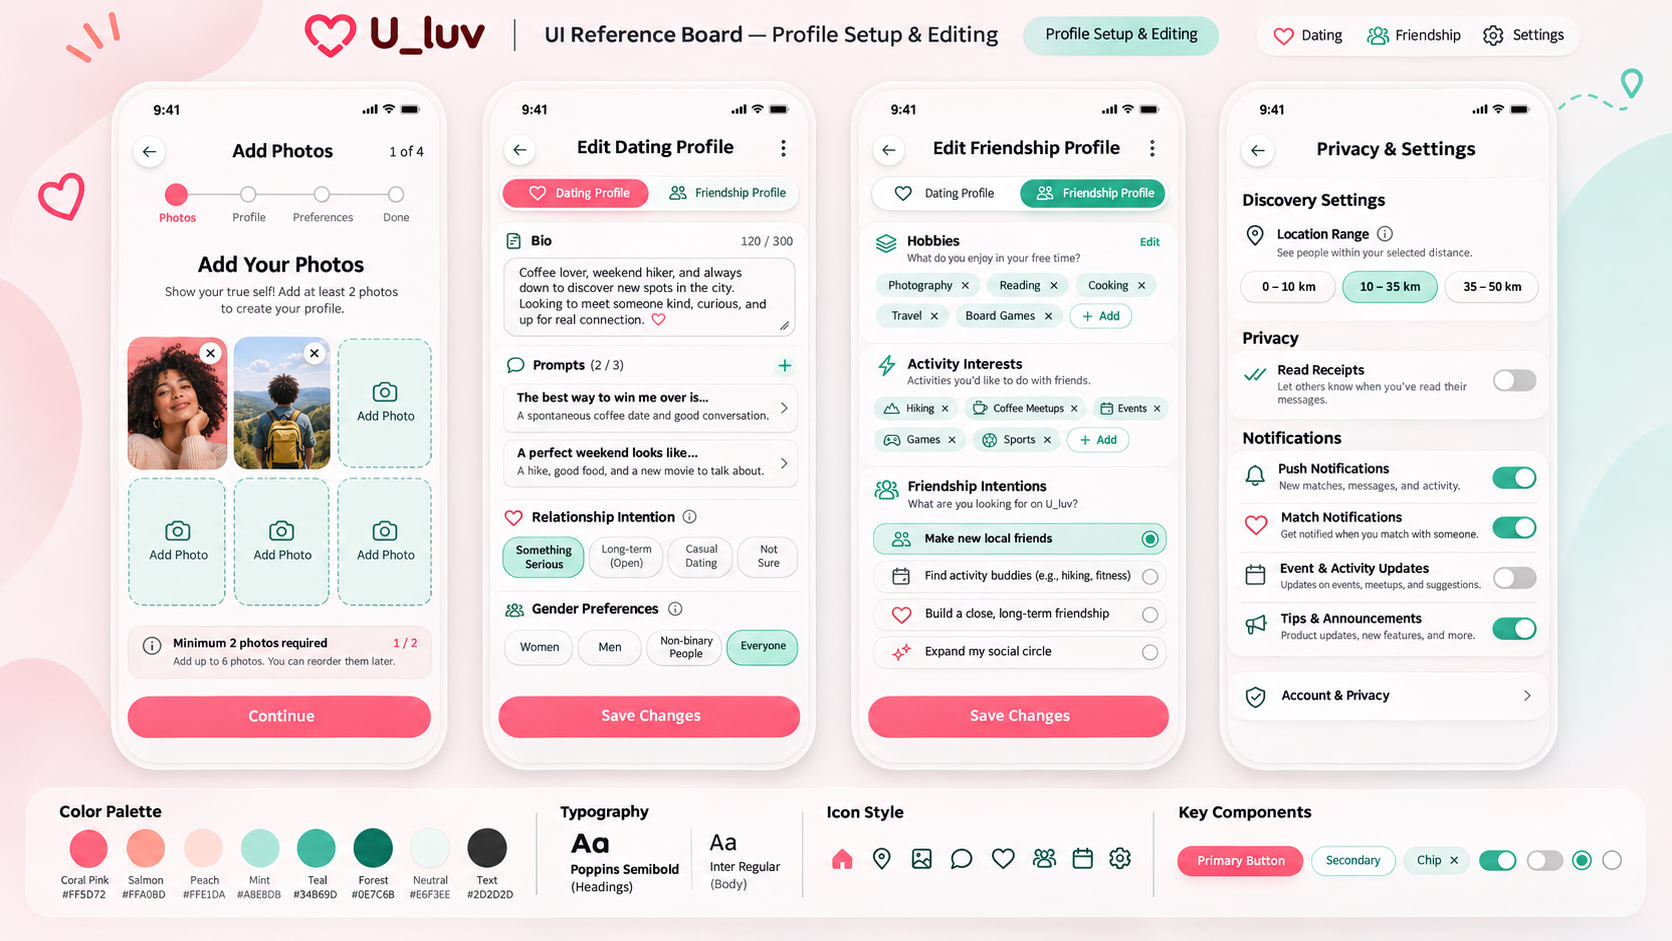 U_luv
UI Reference Board — Profile Setup & Editing
Profile Setup & Editing
Dating
Friendship
Settings
9:41
Add Photos
1 of 4
Photos
Profile
Preferences
Done
Add Your Photos
Show your true self! Add at least 2 photos
to create your profile.
Add Photo
Add Photo
Add Photo
Add Photo
Minimum 2 photos required
1 / 2
Add up to 6 photos. You can reorder them later.
Continue
9:41
Edit Dating Profile
Dating Profile
Friendship Profile
Bio
120 / 300
Coffee lover, weekend hiker, and always
down to discover new spots in the city.
Looking to meet someone kind, curious, and
up for real connection.
Prompts (2 / 3)
The best way to win me over is...
A spontaneous coffee date and good conversation.
A perfect weekend looks like...
A hike, good food, and a new movie to talk about.
Relationship Intention
Something
Serious
Long-term
(Open)
Casual
Dating
Not
Sure
Gender Preferences
Women
Men
Non-binary
People
Everyone
Save Changes
9:41
Edit Friendship Profile
Dating Profile
Friendship Profile
Hobbies
Edit
What do you enjoy in your free time?
Photography ×
Reading ×
Cooking ×
Travel ×
Board Games ×
+ Add
Activity Interests
Activities you'd like to do with friends.
Hiking ×
Coffee Meetups ×
Events ×
Games ×
Sports ×
+ Add
Friendship Intentions
What are you looking for on U_luv?
Make new local friends
Find activity buddies (e.g., hiking, fitness)
Build a close, long-term friendship
Expand my social circle
Save Changes
9:41
Privacy & Settings
Discovery Settings
Location Range
See people within your selected distance.
0 – 10 km
10 – 35 km
35 – 50 km
Privacy
Read Receipts
Let others know when you've read their
messages.
Notifications
Push Notifications
New matches, messages, and activity.
Match Notifications
Get notified when you match with someone.
Event & Activity Updates
Updates on events, meetups, and suggestions.
Tips & Announcements
Product updates, new features, and more.
Account & Privacy
Color Palette
Coral Pink
#FF5D72
Salmon
#FFA08D
Peach
#FFE1DA
Mint
#A8E8DB
Teal
#34B69D
Forest
#0E7C6B
Neutral
#E6F3EE
Text
#2D2D2D
Typography
Aa
Poppins Semibold
(Headings)
Aa
Inter Regular
(Body)
Icon Style
Key Components
Primary Button
Secondary
Chip ×